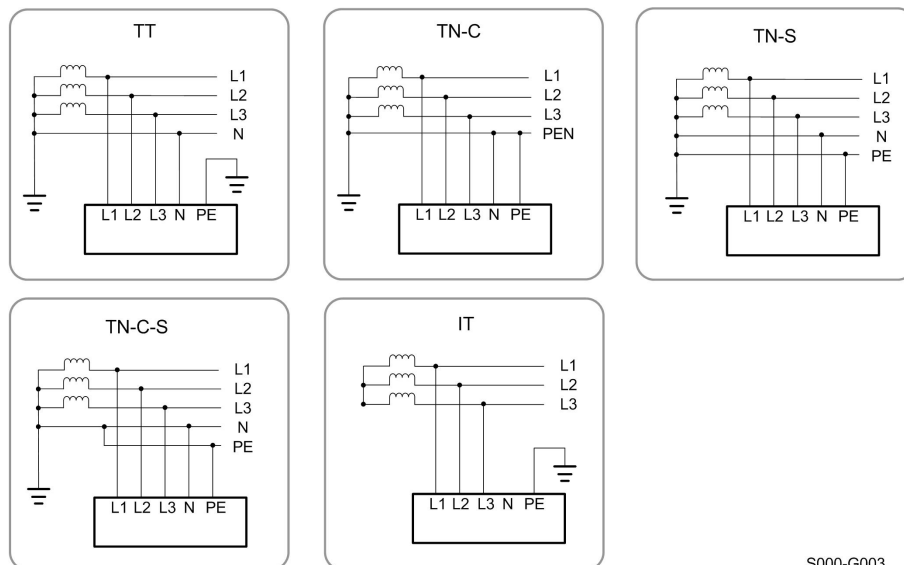 TT
L1
L2
L3
N
L1 L2 L3 N PE
TN-C
L1
L2
L3
PEN
L1 L2 L3 N PE
TN-S
L1
L2
L3
N
PE
L1 L2 L3 N PE
TN-C-S
L1
L2
L3
N
PE
L1 L2 L3 N PE
IT
L1
L2
L3
L1 L2 L3 N PE
S000-G003